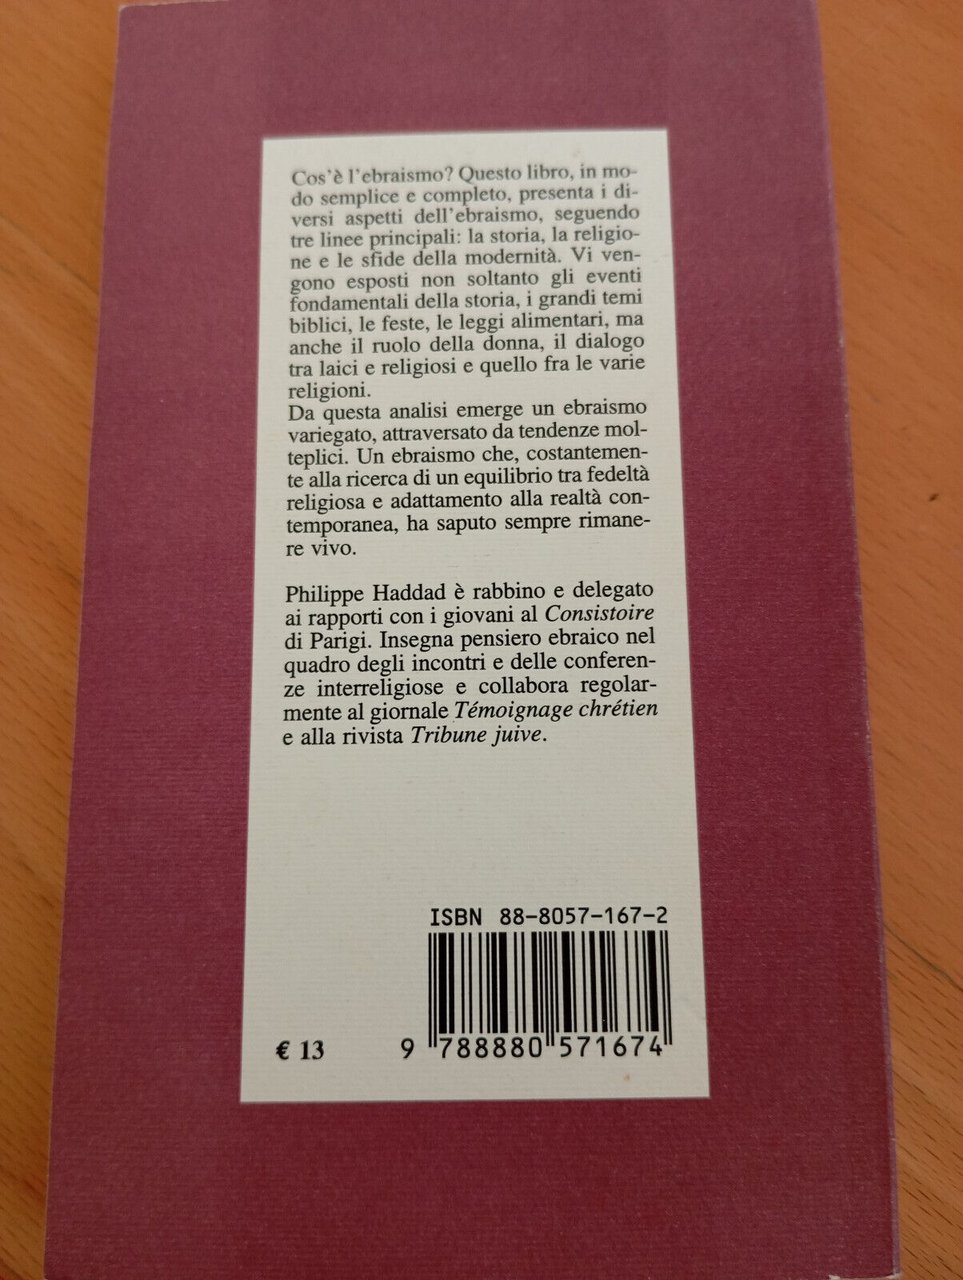 Cos'è l'ebraismo? Questo libro, in mo-
do semplice e completo, presenta i di-
versi aspetti dell'ebraismo, seguendo
tre linee principali: la storia, la religio-
ne e le sfide della modernità. Vi ven-
gono esposti non soltanto gli eventi
fondamentali della storia, i grandi temi
biblici, le feste, le leggi alimentari, ma
anche il ruolo della donna, il dialogo
tra laici e religiosi e quello fra le varie
religioni.
Da questa analisi emerge un ebraismo
variegato, attraversato da tendenze mol-
teplici. Un ebraismo che, costantemen-
te alla ricerca di un equilibrio tra fedeltà
religiosa e adattamento alla realtà con-
temporanea, ha saputo sempre rimane-
re vivo.
Philippe Haddad è rabbino e delegato
ai rapporti con i giovani al Consistoire
di Parigi. Insegna pensiero ebraico nel
quadro degli incontri e delle conferen-
ze interreligiose e collabora regolar-
mente al giornale Témoignage chrétien
e alla rivista Tribune juive.
ISBN 88-8057-167-2
€ 13
9 788880 571674